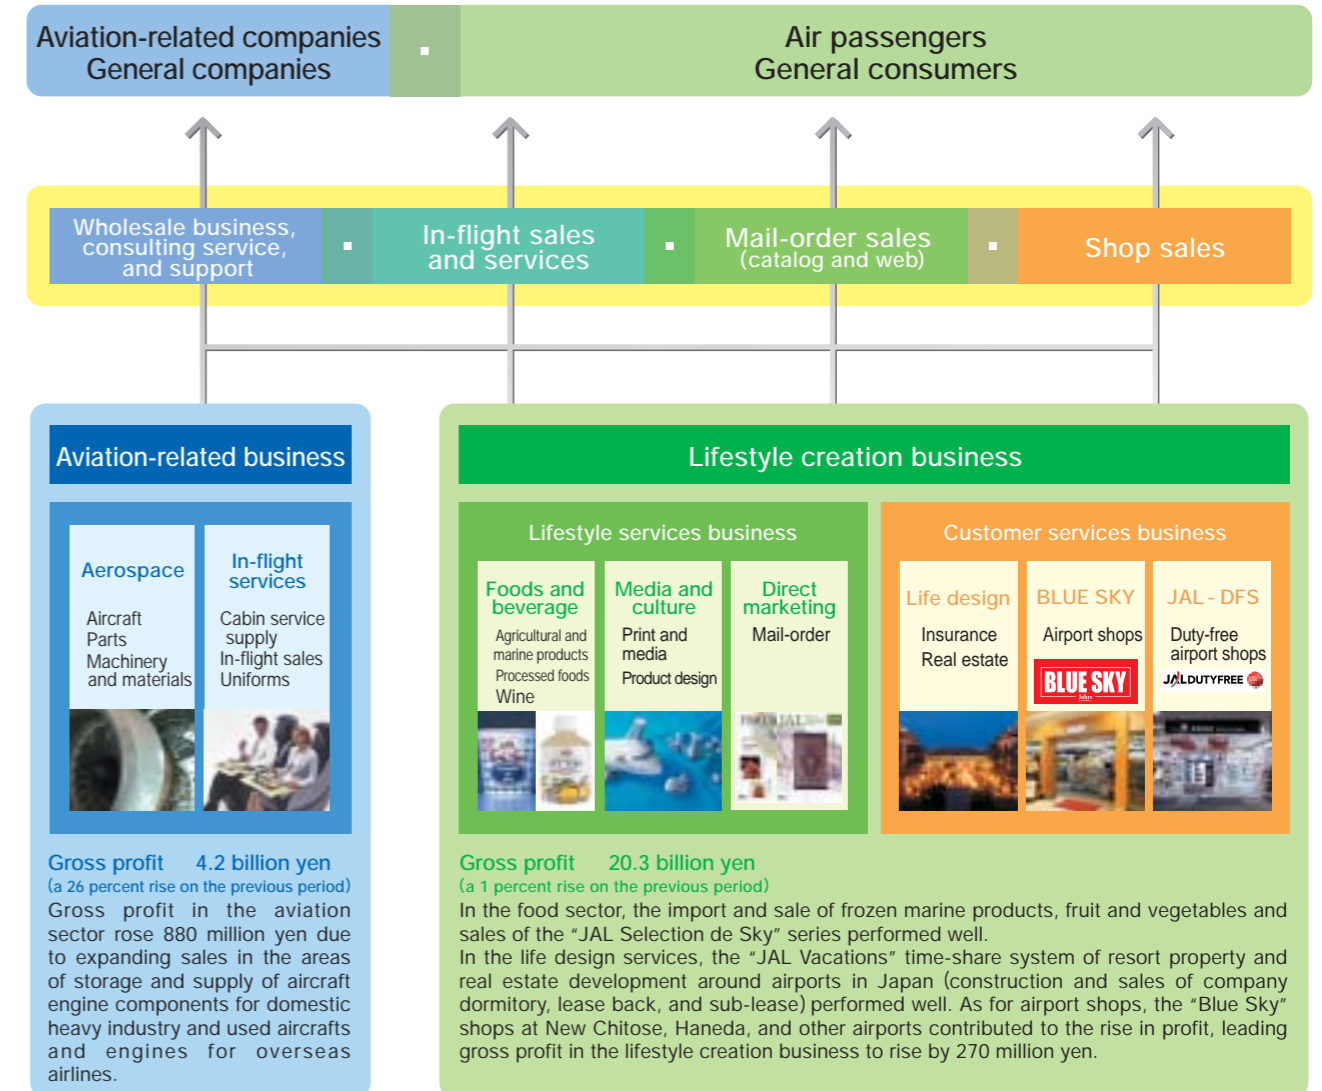 Aviation-related companies
General companies
Air passengers
General consumers
Wholesale business,
consulting service,
and support
In-flight sales
and services
Mail-order sales
(catalog and web)
Shop sales
Aviation-related business
Aerospace
Aircraft
Parts
Machinery
and materials
In-flight
services
Cabin service
supply
In-flight sales
Uniforms
Gross profit 4.2 billion yen
(a 26 percent rise on the previous period)
Gross profit in the aviation
sector rose 880 million yen due
to expanding sales in the areas
of storage and supply of aircraft
engine components for domestic
heavy industry and used aircrafts
and engines for overseas
airlines.
Lifestyle creation business
Lifestyle services business
Foods and
beverage
Agricultural and
marine products
Processed foods
Wine
Media and
culture
Print and
media
Product design
Direct
marketing
Mail-order
Customer services business
Life design
Insurance
Real estate
BLUE SKY
Airport shops
BLUE SKY
JAL - DFS
Duty-free
airport shops
JALDUTYFREE
Gross profit 20.3 billion yen
(a 1 percent rise on the previous period)
In the food sector, the import and sale of frozen marine products, fruit and vegetables and
sales of the “JAL Selection de Sky” series performed well.
In the life design services, the “JAL Vacations” time-share system of resort property and
real estate development around airports in Japan (construction and sales of company
dormitory, lease back, and sub-lease) performed well. As for airport shops, the “Blue Sky”
shops at New Chitose, Haneda, and other airports contributed to the rise in profit, leading
gross profit in the lifestyle creation business to rise by 270 million yen.